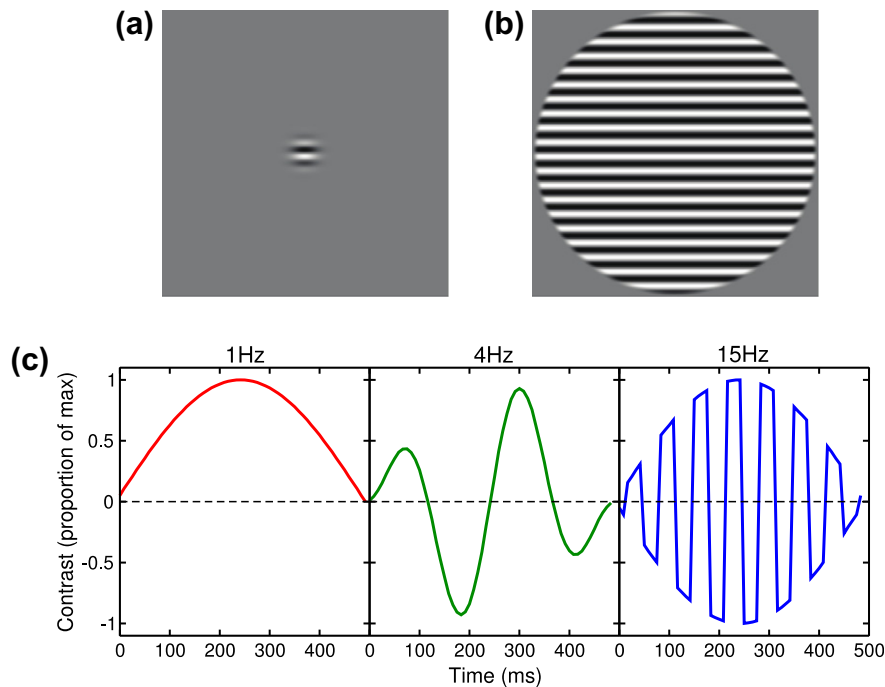 (a) (b)
(c) 1Hz 4Hz 15Hz
Contrast (proportion of max)
1
0.5
0
-0.5
-1
0 100 200 300 400 0 100 200 300 400 0 100 200 300 400 500
Time (ms)